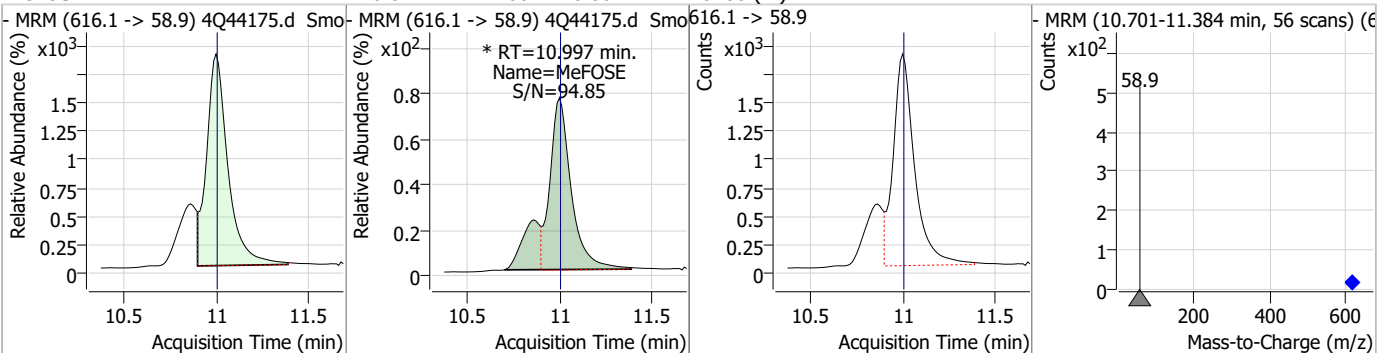 - MRM (616.1 -> 58.9) 4Q44175.d Smo
Relative Abundance (%)
x10³
1.5
1.25
1
0.75
0.5
0.25
0
10.5 11 11.5
Acquisition Time (min)
- MRM (616.1 -> 58.9) 4Q44175.d Smo
Relative Abundance (%)
x10²
* RT=10.997 min.
Name=MeFOSE
S/N=94.85
0.8
0.6
0.4
0.2
0
10.5 11 11.5
Acquisition Time (min)
616.1 -> 58.9
Counts
x10³
1.5
1.25
1
0.75
0.5
0.25
0
10.5 11 11.5
Acquisition Time (min)
- MRM (10.701-11.384 min, 56 scans) (6
Counts
x10²
58.9
5
4
3
2
1
0
200 400 600
Mass-to-Charge (m/z)